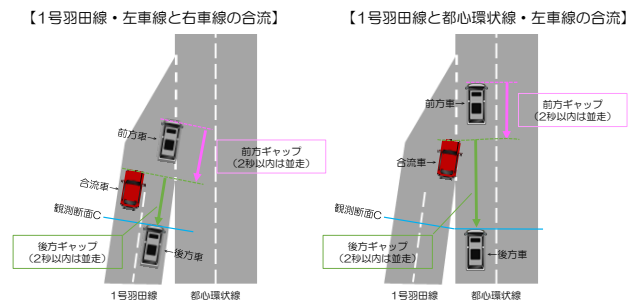 【1号羽田線・左車線と右車線の合流】
前方車→
前方ギャップ
（2秒以内は並走）
合流車→
観測断面C
後方ギャップ
（2秒以内は並走）
←後方車
1号羽田線
都心環状線
【1号羽田線と都心環状線・左車線の合流】
前方車→
前方ギャップ
（2秒以内は並走）
合流車→
観測断面C
後方ギャップ
（2秒以内は並走）
←後方車
1号羽田線
都心環状線